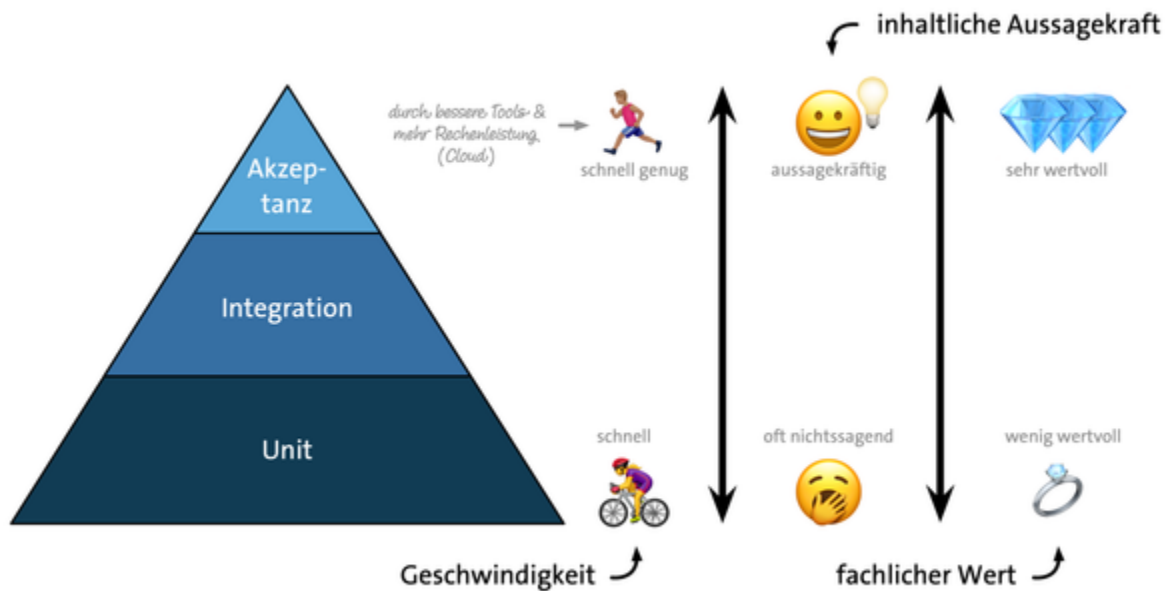 inhaltliche Aussagekraft
durch bessere Tools &
mehr Rechenleistung
(Cloud)
schnell genug
aussagekräftig
sehr wertvoll
Akzep-
tanz
Integration
Unit
schnell
oft nichtssagend
wenig wertvoll
Geschwindigkeit
fachlicher Wert